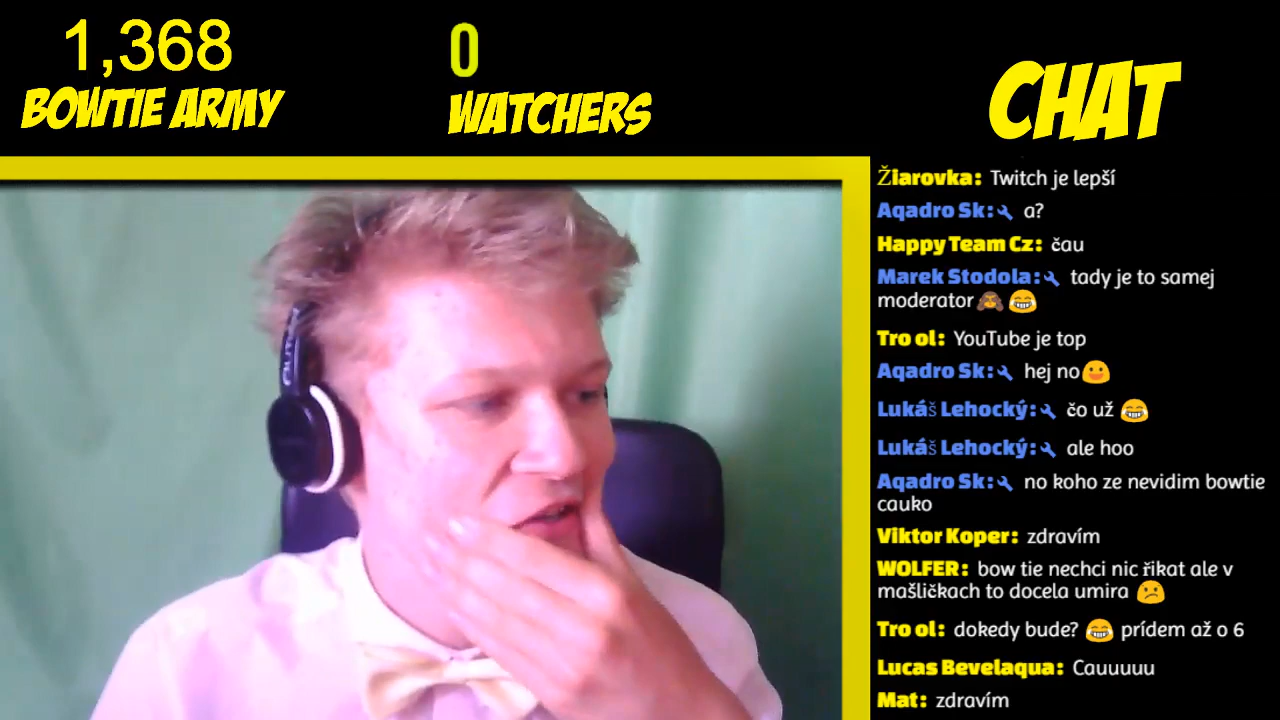 1,368
BOWTIE ARMY
0
WATCHERS
CHAT
Žiarovka: Twitch je lepší
Aqadro Sk: a?
Happy Team Cz: čau
Marek Stodola: tady je to samej
moderator🙈😂
Tro ol: YouTube je top
Aqadro Sk: hej no😀
Lukáš Lehocký: čo už 😂
Lukáš Lehocký: ale hoo
Aqadro Sk: no koho ze nevidim bowtie
cauko
Viktor Koper: zdravím
WOLFER: bow tie nechci nic řikat ale v
mašličkach to docela umira 😕
Tro ol: dokedy bude? 😂 prídem až o 6
Lucas Bevelaqua: Cauuuuu
Mat: zdravím